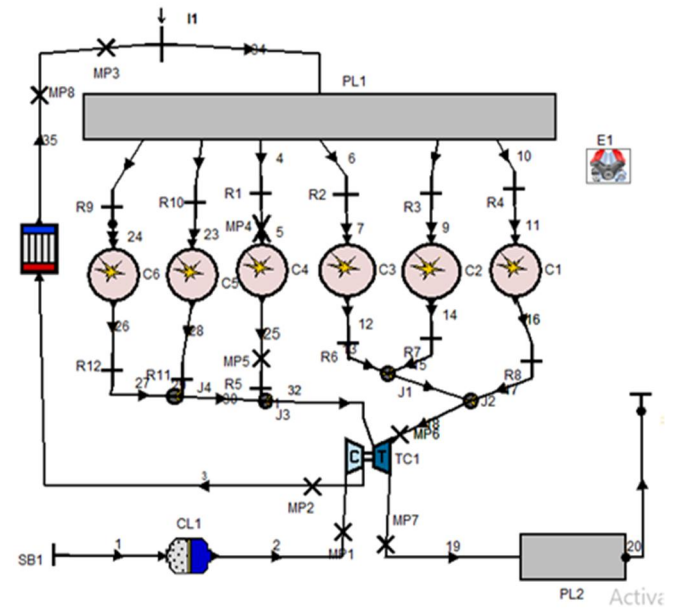 I1
34
MP3
PL1
MP8
35
4
6
10
E1
R9
R10
R1
R2
R3
R4
MP4
24
23
5
7
9
11
C6
C5
C4
C3
C2
C1
26
28
25
12
14
16
R12
R11
MP5
R5
R6
R7
15
R8
27
J4
30
J3
32
J1
J2
18
MP6
C
T
TC1
3
MP2
MP7
CL1
MP1
SB1
1
2
19
20
PL2
Activa